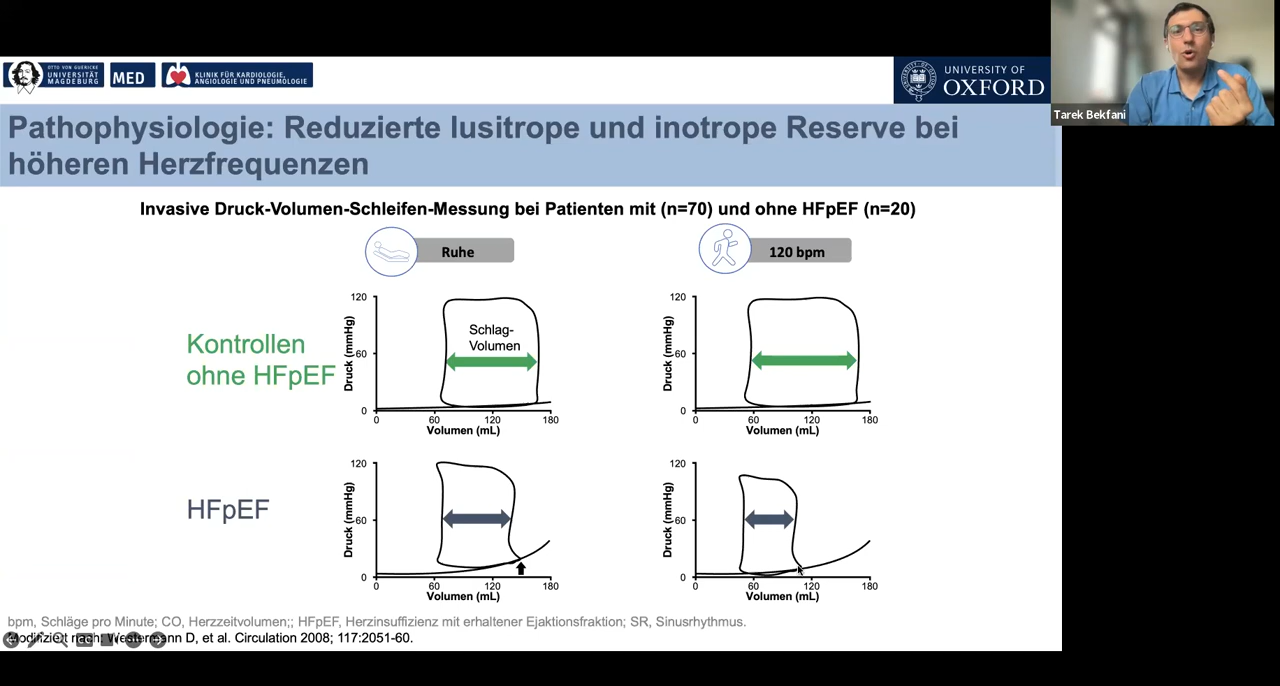 OTTO VON GUERICKE
UNIVERSITÄT
MAGDEBURG
MED
KLINIK FÜR KARDIOLOGIE,
ANGIOLOGIE UND PNEUMOLOGIE
UNIVERSITY OF
OXFORD
Tarek Bekfani
Pathophysiologie: Reduzierte lusitrope und inotrope Reserve bei
höheren Herzfrequenzen
Invasive Druck-Volumen-Schleifen-Messung bei Patienten mit (n=70) und ohne HFpEF (n=20)
Ruhe
120 bpm
Kontrollen
ohne HFpEF
Druck (mmHg)
120
60
0
Schlag-
Volumen
0 60 120 180
Volumen (mL)
Druck (mmHg)
120
60
0
0 60 120 180
Volumen (mL)
HFpEF
Druck (mmHg)
120
60
0
0 60 120 180
Volumen (mL)
Druck (mmHg)
120
60
0
0 60 120 180
Volumen (mL)
bpm, Schläge pro Minute; CO, Herzzeitvolumen;; HFpEF, Herzinsuffizienz mit erhaltener Ejaktionsfraktion; SR, Sinusrhythmus.
Modifiziert nach: Westermann D, et al. Circulation 2008; 117:2051-60.